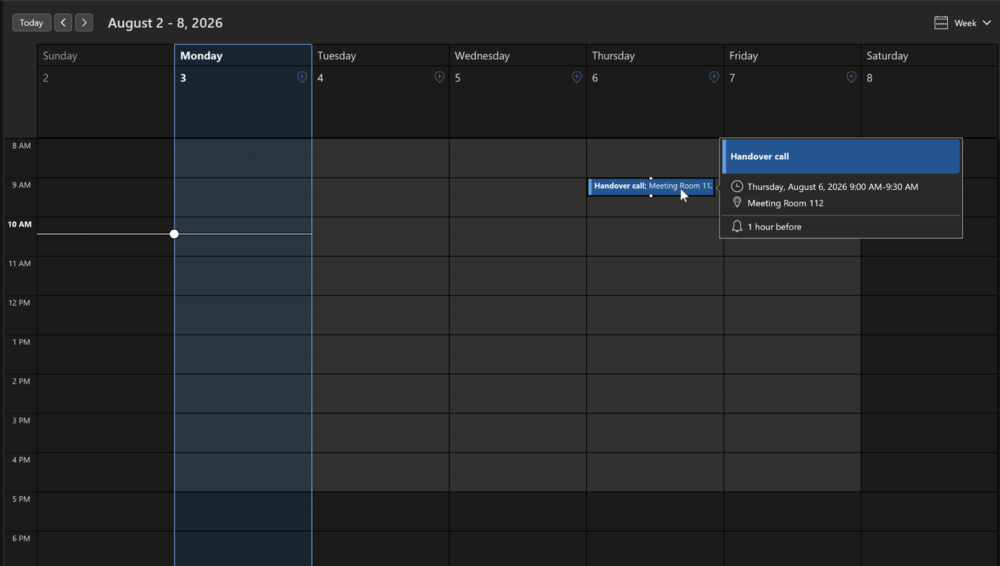 Today
August 2 - 8, 2026
Week
Sunday
Monday
Tuesday
Wednesday
Thursday
Friday
Saturday
2
3
4
5
6
7
8
8 AM
9 AM
10 AM
11 AM
12 PM
1 PM
2 PM
3 PM
4 PM
5 PM
6 PM
Handover call; Meeting Room 11
Handover call
Thursday, August 6, 2026 9:00 AM-9:30 AM
Meeting Room 112
1 hour before